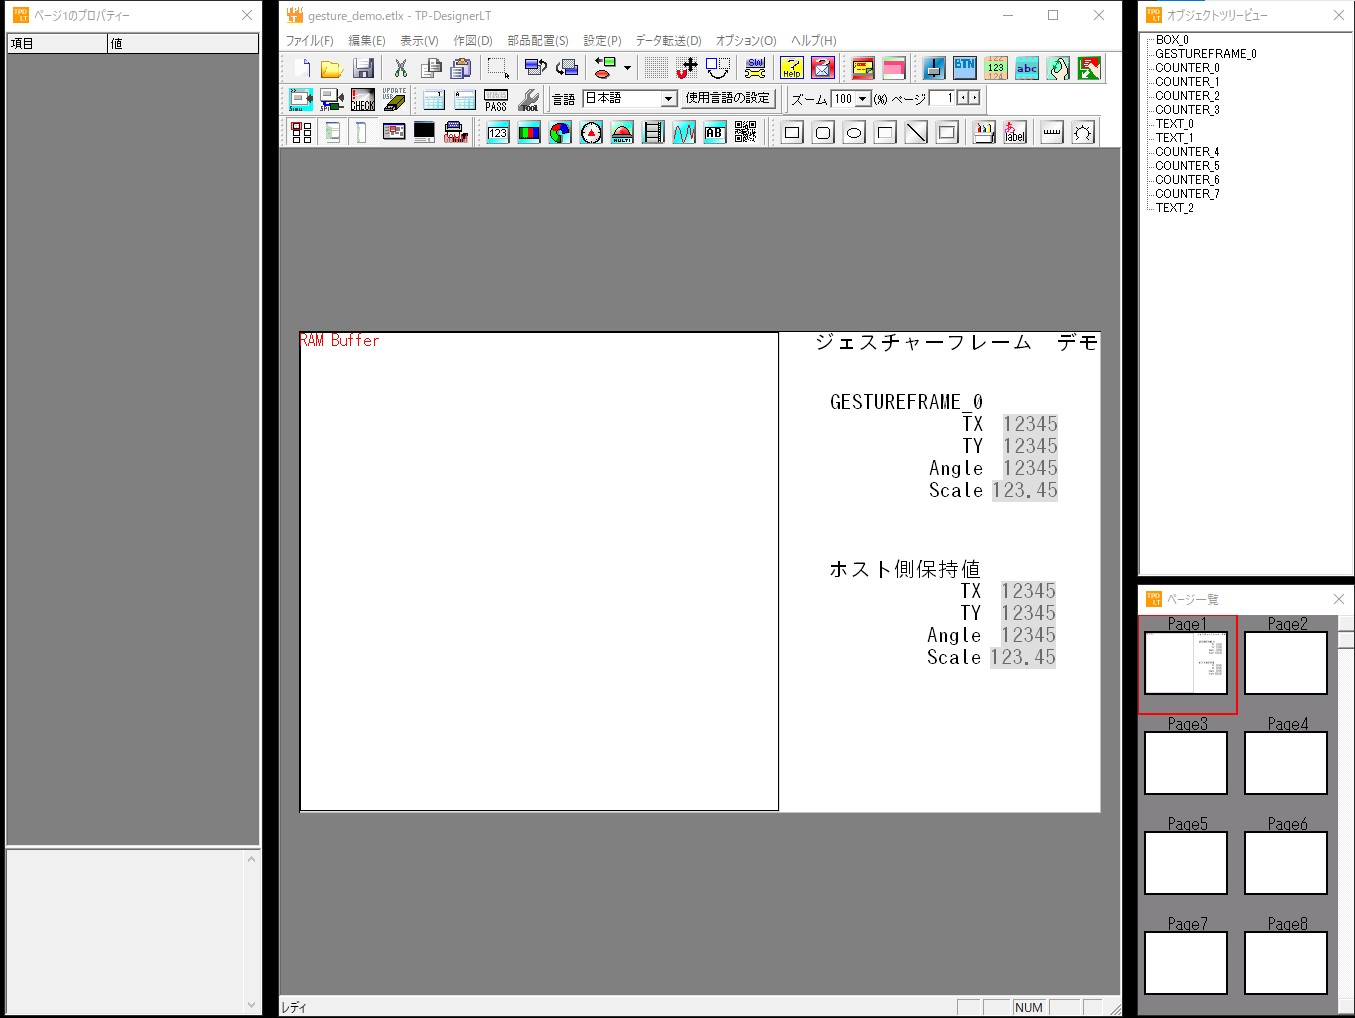 ページ1のプロパティー
項目 値
gesture_demo.etlx - TP-DesignerLT
ファイル(F) 編集(E) 表示(V) 作図(D) 部品配置(S) 設定(P) データ転送(D) オプション(O) ヘルプ(H)
SW Help BTN 123 abc
CHECK UPDATE PASS TOOL 言語 日本語 使用言語の設定 ズーム 100 (%) ページ 1
123 MULTI AB label
RAM Buffer
ジェスチャーフレーム デモ
GESTUREFRAME_0
TX 12345
TY 12345
Angle 12345
Scale 123.45
ホスト側保持値
TX 12345
TY 12345
Angle 12345
Scale 123.45
レディ
NUM
オブジェクトツリービュー
BOX_0
GESTUREFRAME_0
COUNTER_0
COUNTER_1
COUNTER_2
COUNTER_3
TEXT_0
TEXT_1
COUNTER_4
COUNTER_5
COUNTER_6
COUNTER_7
TEXT_2
ページ一覧
Page1 Page2
Page3 Page4
Page5 Page6
Page7 Page8